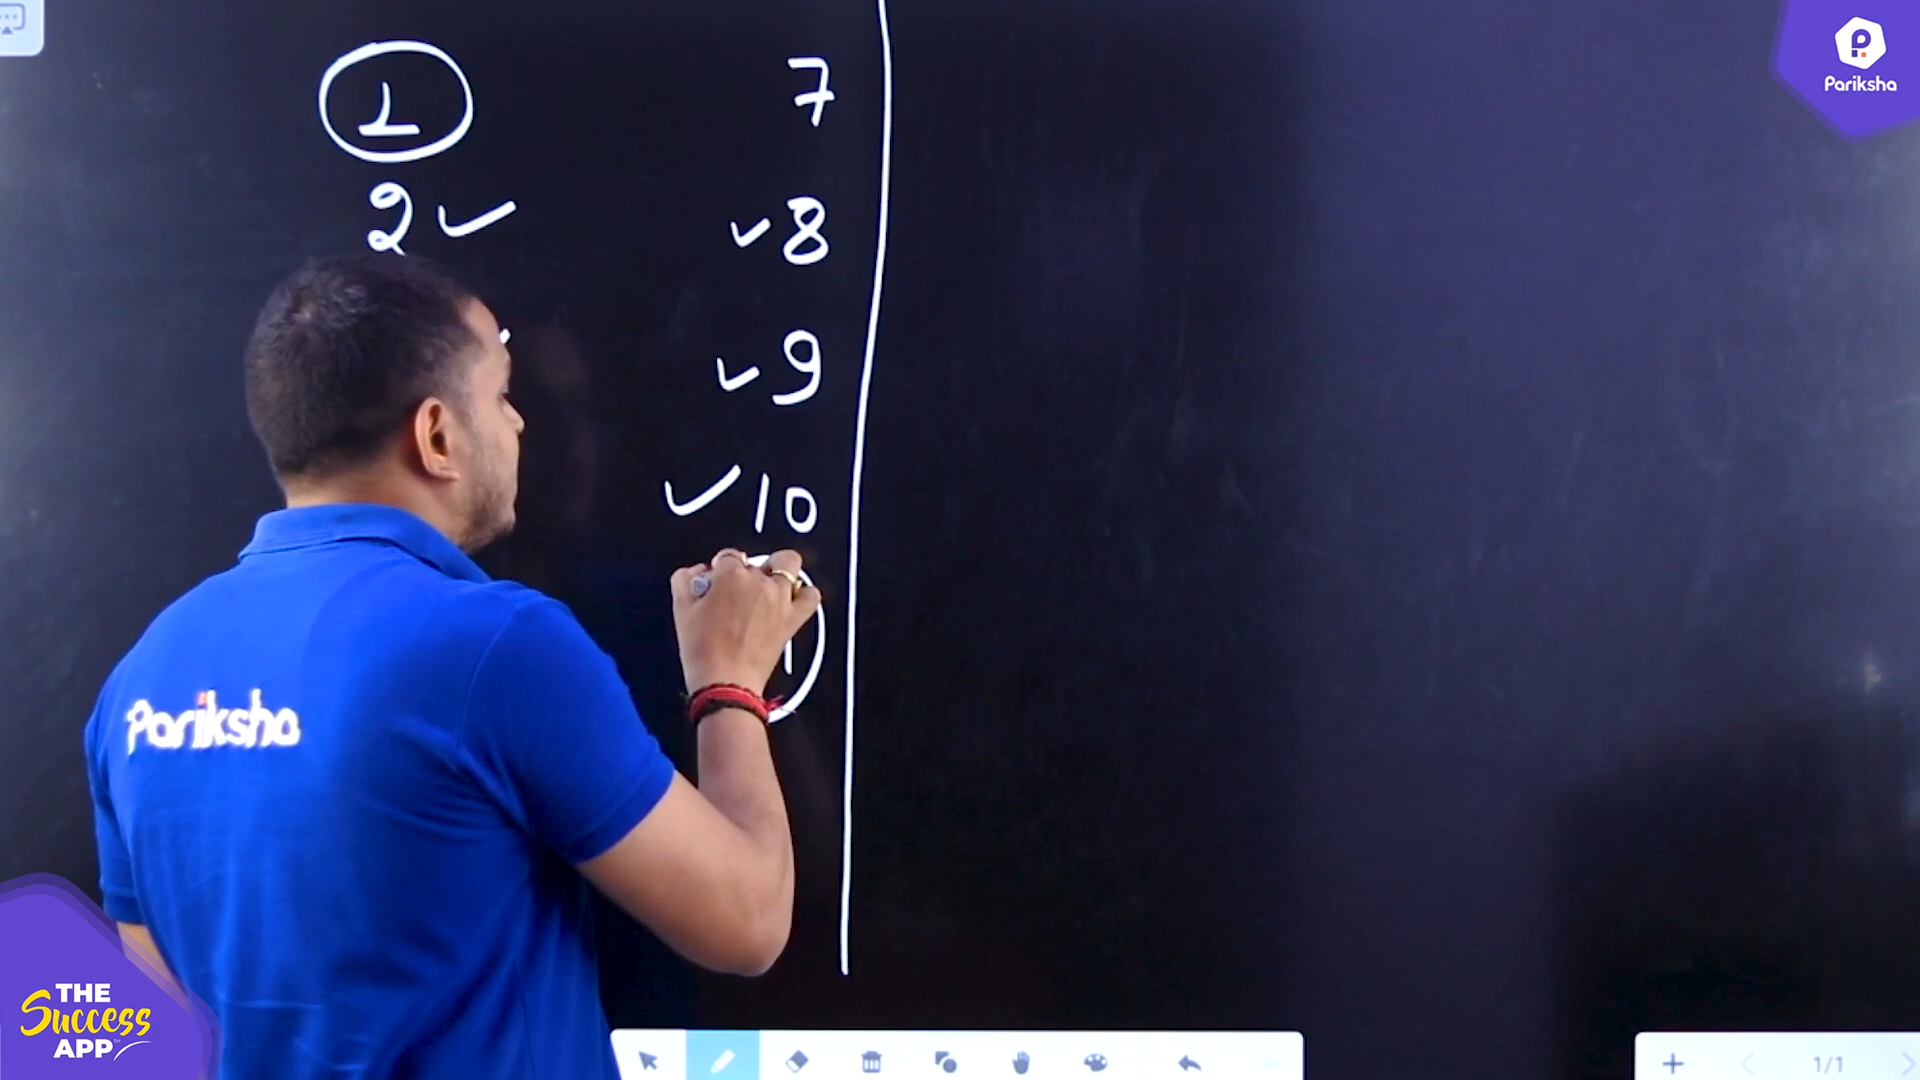 1
7
2 ✓
✓ 8
✓ 9
✓ 10
Pariksha
Pariksha
THE
Success
APP
1/1